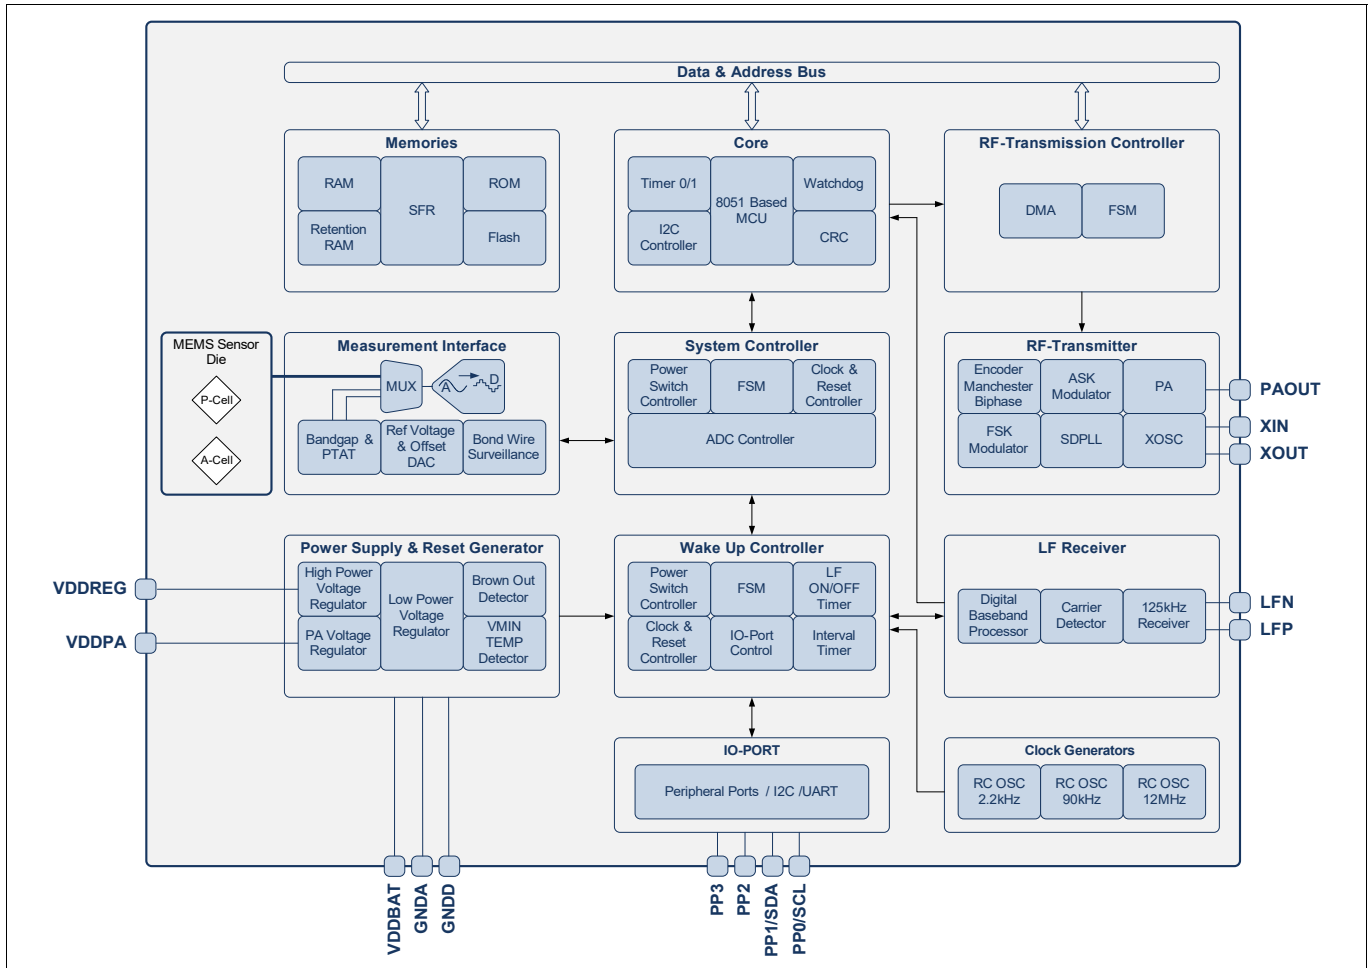 Data & Address Bus
Memories
RAM
SFR
ROM
Retention
RAM
Flash
Core
Timer 0/1
8051 Based
MCU
Watchdog
I2C
Controller
CRC
RF-Transmission Controller
DMA
FSM
MEMS Sensor
Die
P-Cell
A-Cell
Measurement Interface
MUX
A
D
Bandgap &
PTAT
Ref Voltage
& Offset
DAC
Bond Wire
Surveillance
System Controller
Power
Switch
Controller
FSM
Clock &
Reset
Controller
ADC Controller
RF-Transmitter
Encoder
Manchester
Biphase
ASK
Modulator
PA
FSK
Modulator
SDPLL
XOSC
PAOUT
XIN
XOUT
VDDREG
VDDPA
Power Supply & Reset Generator
High Power
Voltage
Regulator
Low Power
Voltage
Regulator
Brown Out
Detector
PA Voltage
Regulator
VMIN
TEMP
Detector
Wake Up Controller
Power
Switch
Controller
FSM
LF
ON/OFF
Timer
Clock &
Reset
Controller
IO-Port
Control
Interval
Timer
LF Receiver
Digital
Baseband
Processor
Carrier
Detector
125kHz
Receiver
LFN
LFP
IO-PORT
Peripheral Ports / I2C /UART
Clock Generators
RC OSC
2.2kHz
RC OSC
90kHz
RC OSC
12MHz
VDDBAT
GNDA
GNDD
PP3
PP2
PP1/SDA
PP0/SCL